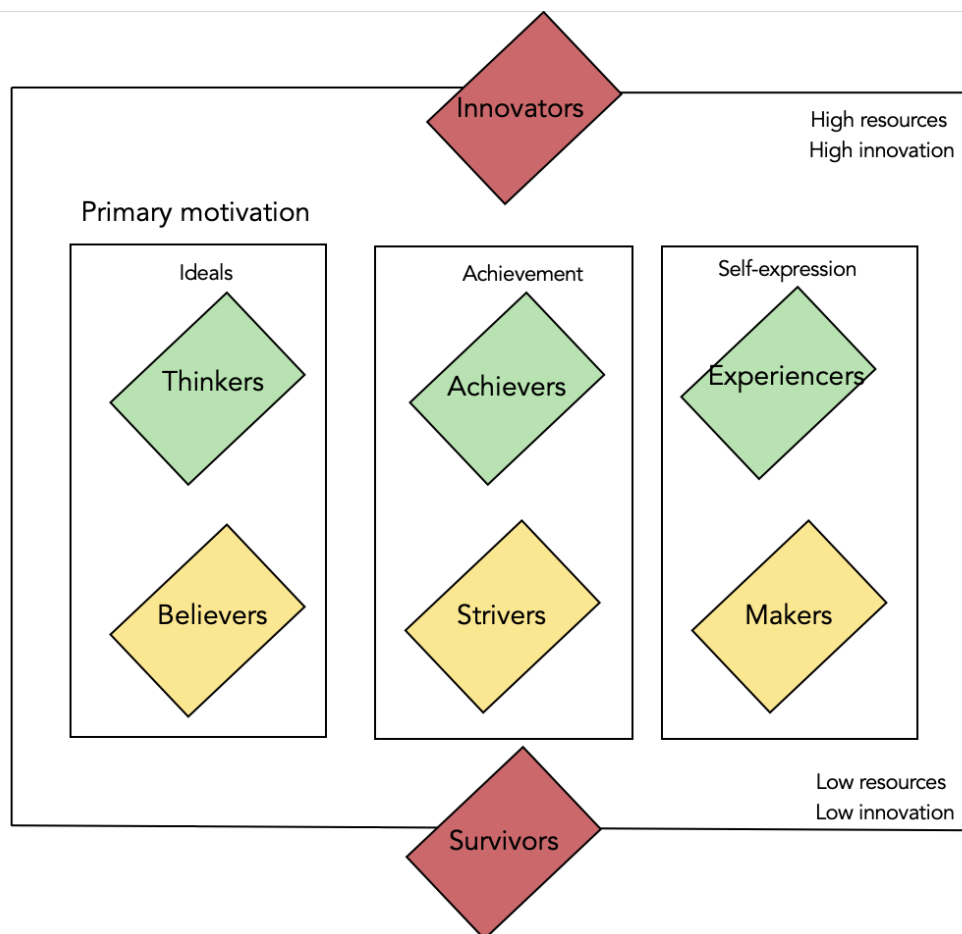 Innovators
High resources
High innovation
Primary motivation
Ideals
Achievement
Self-expression
Thinkers
Achievers
Experiencers
Believers
Strivers
Makers
Low resources
Low innovation
Survivors